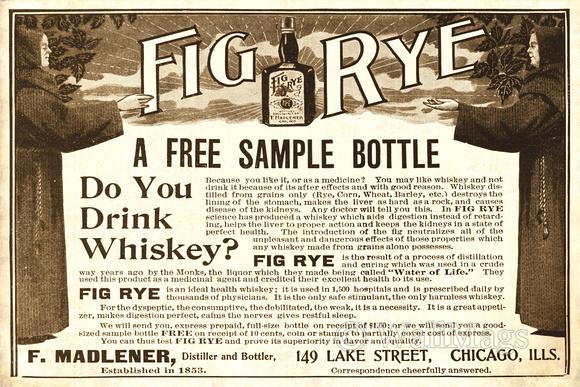 FIG RYE
FIG
RYE
F. MADLENER
CHICAGO
A FREE SAMPLE BOTTLE
Do You
Drink
Whiskey?
Because you like it, or as a medicine? You may like whiskey and not
drink it because of its after effects and with good reason. Whiskey dis-
tilled from grains only (Rye, Corn, Wheat, Barley, etc.) destroys the
lining of the stomach, makes the liver as hard as a rock, and causes
disease of the kidneys. Any doctor will tell you this. In FIG RYE
science has produced a whiskey which aids digestion instead of retard-
ing, helps the liver to proper action and keeps the kidneys in a state of
perfect health. The introduction of the fig neutralizes all of the
unpleasant and dangerous effects of those properties which
any whiskey made from grains alone possesses.
FIG RYE is the result of a process of distillation
and curing which was used in a crude
way years ago by the Monks, the liquor which they made being called "Water of Life." They
used this product as a medicinal agent and credited their excellent health to its use.
FIG RYE is an ideal health whiskey; it is used in 1,500 hospitals and is prescribed daily by
thousands of physicians. It is the only safe stimulant, the only harmless whiskey.
For the dyspeptic, the consumptive, the debilitated, the weak, it is a necessity. It is a great appet-
izer, makes digestion perfect, calms the nerves gives restful sleep.
We will send you, express prepaid, full-size bottle on receipt of $1.00; or we will send you a good-
sized sample bottle FREE on receipt of 10 cents, coin or stamps to partially cover cost of express.
You can thus test FIG RYE and prove its superiority in flavor and quality.
F. MADLENER, Distiller and Bottler, 149 LAKE STREET, CHICAGO, ILLS.
Established in 1853. Correspondence cheerfully answered.